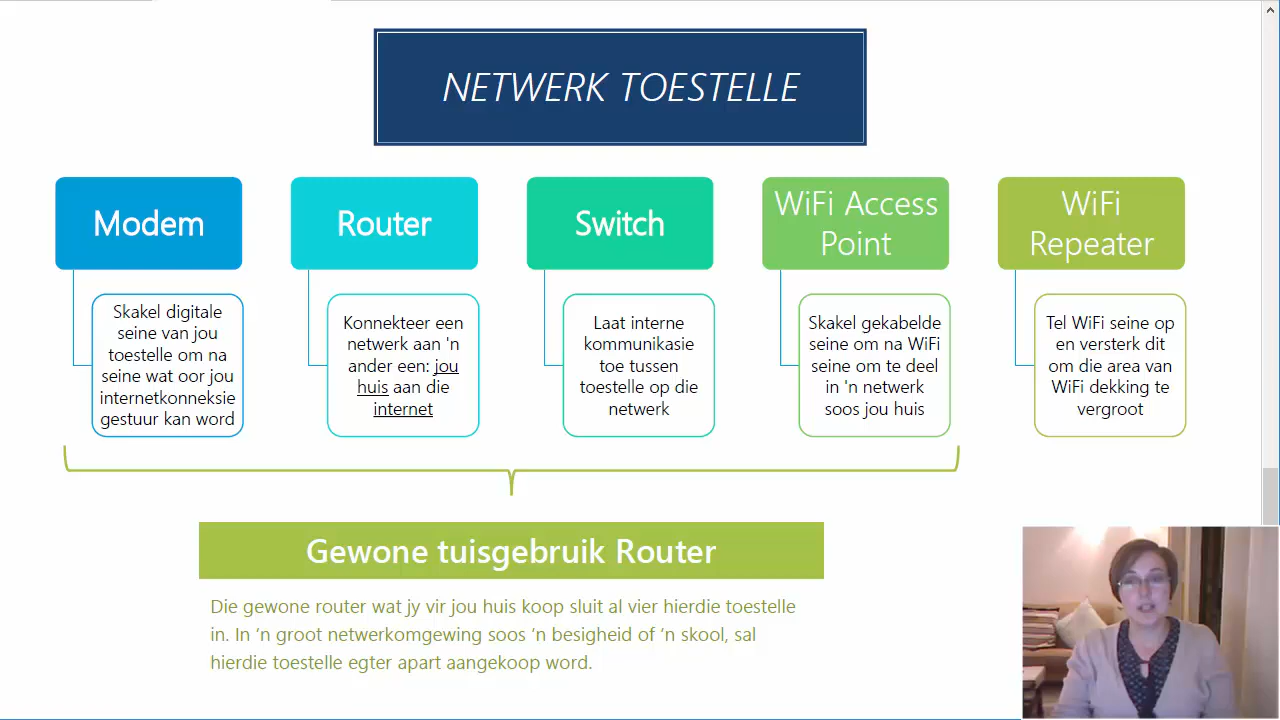 NETWERK TOESTELLE
Modem
Router
Switch
WiFi Access
Point
WiFi
Repeater
Skakel digitale
seine van jou
toestelle om na
seine wat oor jou
internetkonneksie
gestuur kan word
Konnekteer een
netwerk aan 'n
ander een: jou
huis aan die
internet
Laat interne
kommunikasie
toe tussen
toestelle op die
netwerk
Skakel gekabelde
seine om na WiFi
seine om te deel
in 'n netwerk
soos jou huis
Tel WiFi seine op
en versterk dit
om die area van
WiFi dekking te
vergroot
Gewone tuisgebruik Router
Die gewone router wat jy vir jou huis koop sluit al vier hierdie toestelle
in. In ’n groot netwerkomgewing soos ‘n besigheid of ‘n skool, sal
hierdie toestelle egter apart aangekoop word.